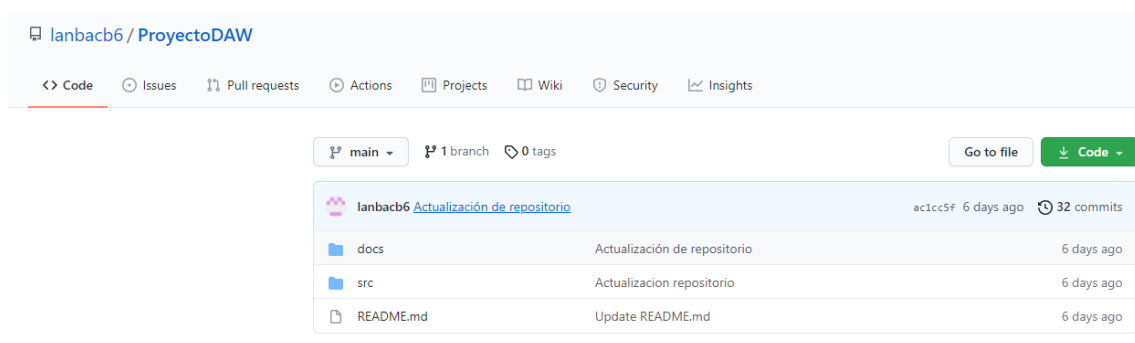 lanbacb6 / ProyectoDAW
Code Issues Pull requests Actions Projects Wiki Security Insights
main 1 branch 0 tags Go to file Code
lanbacb6 Actualización de repositorio ac1cc5f 6 days ago 32 commits
docs Actualización de repositorio 6 days ago
src Actualizacion repositorio 6 days ago
README.md Update README.md 6 days ago